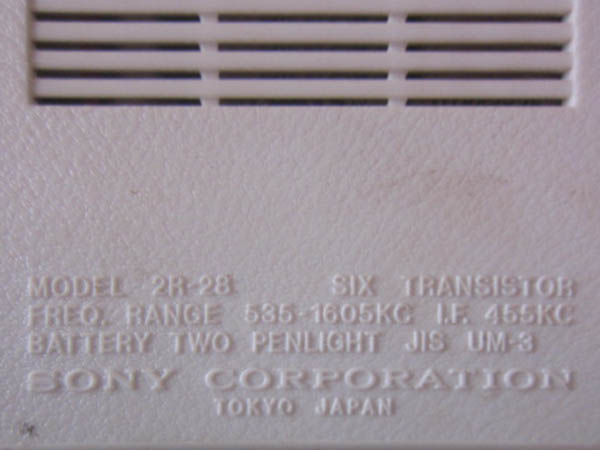 MODEL 2R-28 SIX TRANSISTOR
FREQ. RANGE 535-1605KC I.F. 455KC
BATTERY TWO PENLIGHT JIS UM-3
SONY CORPORATION
TOKYO JAPAN